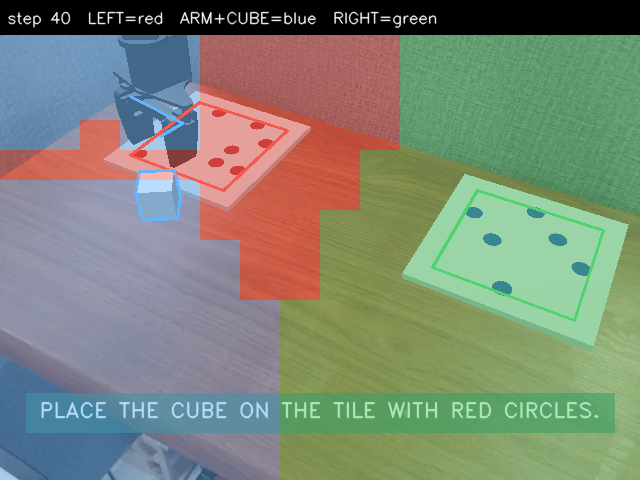 step 40 LEFT=red ARM+CUBE=blue RIGHT=green
PLACE THE CUBE ON THE TILE WITH RED CIRCLES.